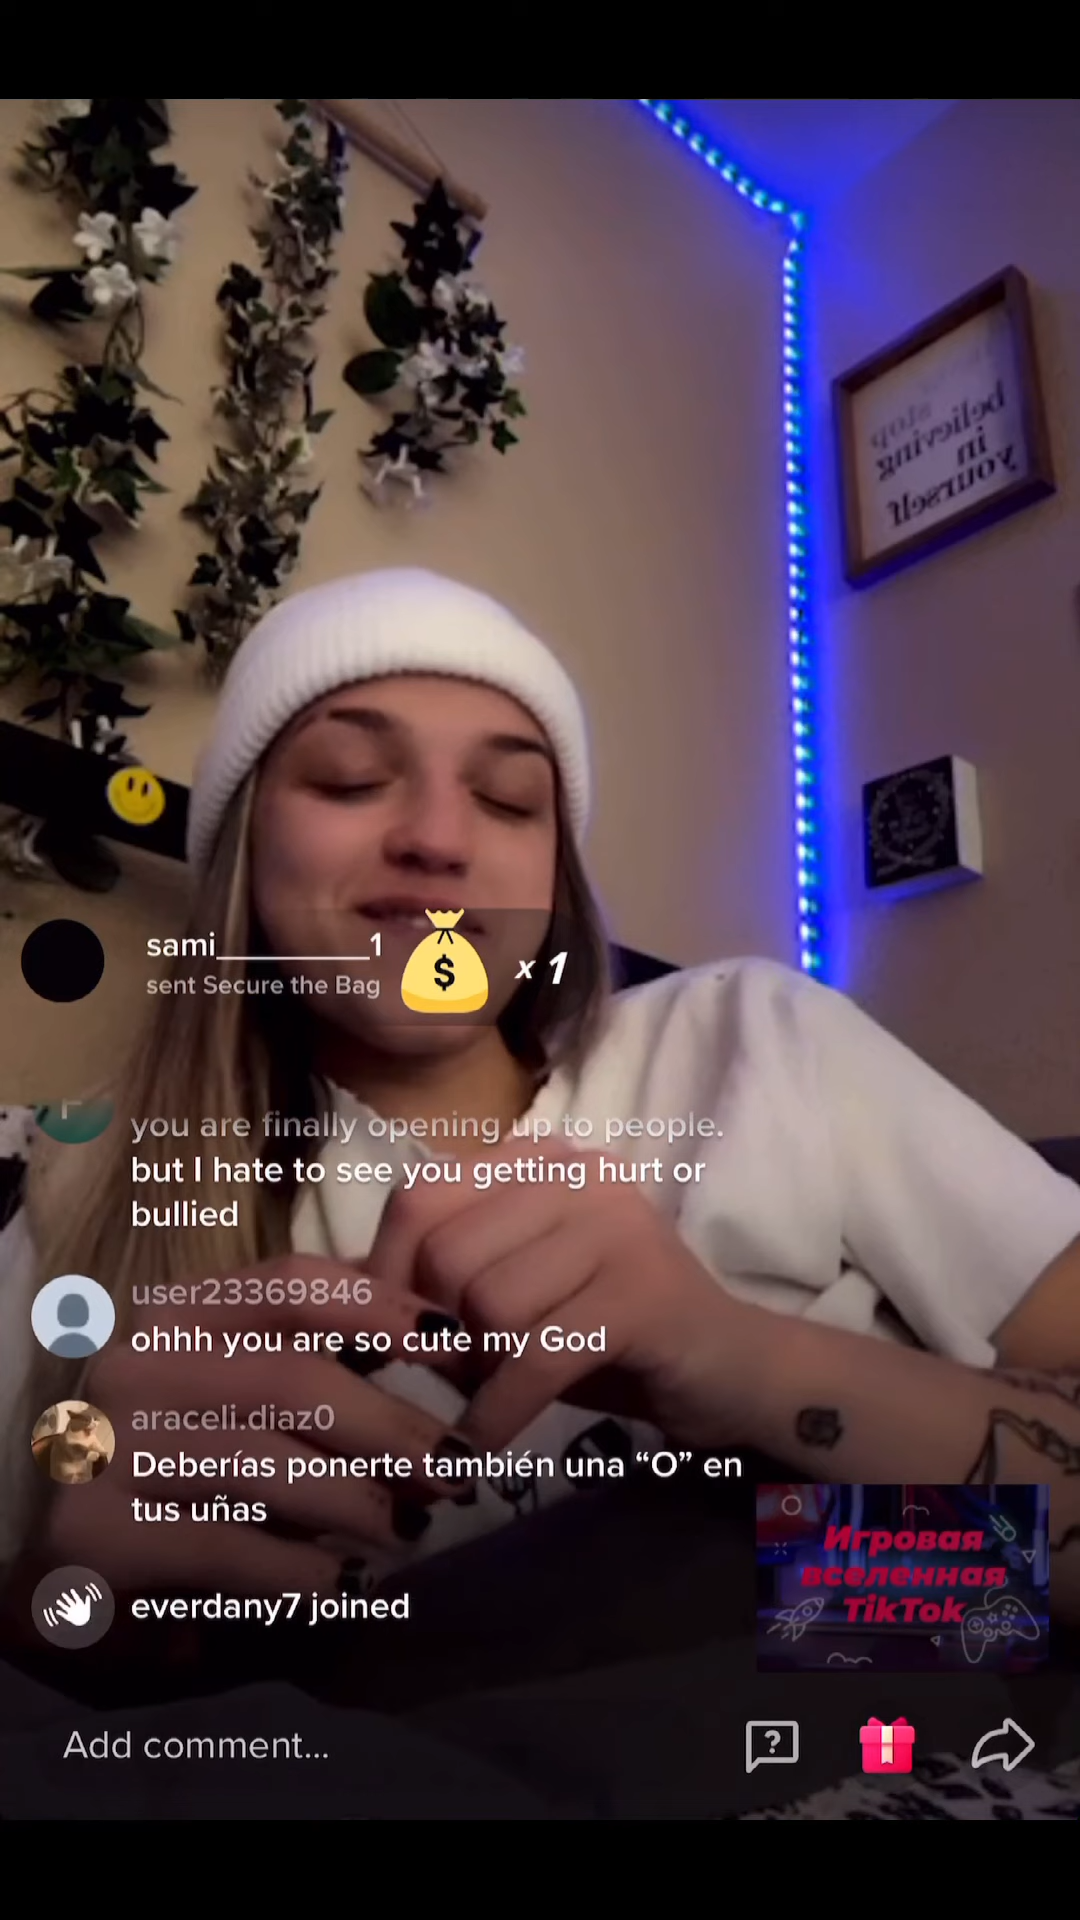 stop
believing
in
yourself
sami__________1
sent Secure the Bag
$
x 1
you are finally opening up to people.
but I hate to see you getting hurt or
bullied
user23369846
ohhh you are so cute my God
araceli.diaz0
Deberías ponerte también una “O” en
tus uñas
everdany7 joined
Игровая
вселенная
TikTok
Add comment...
?